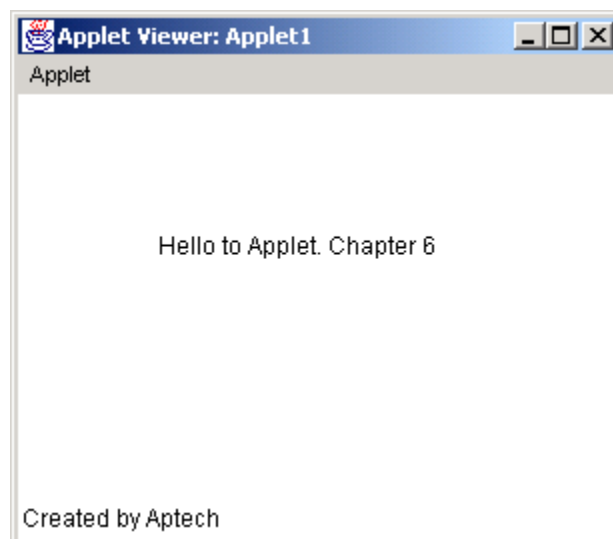 Applet Viewer: Applet1
Applet
Hello to Applet. Chapter 6
Created by Aptech